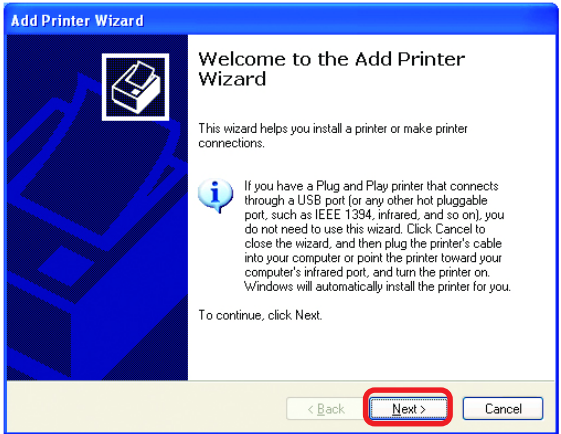 Add Printer Wizard
Welcome to the Add Printer
Wizard
This wizard helps you install a printer or make printer
connections.
If you have a Plug and Play printer that connects
through a USB port (or any other hot pluggable
port, such as IEEE 1394, infrared, and so on), you
do not need to use this wizard. Click Cancel to
close the wizard, and then plug the printer's cable
into your computer or point the printer toward your
computer's infrared port, and turn the printer on.
Windows will automatically install the printer for you.
To continue, click Next.
< Back Next > Cancel